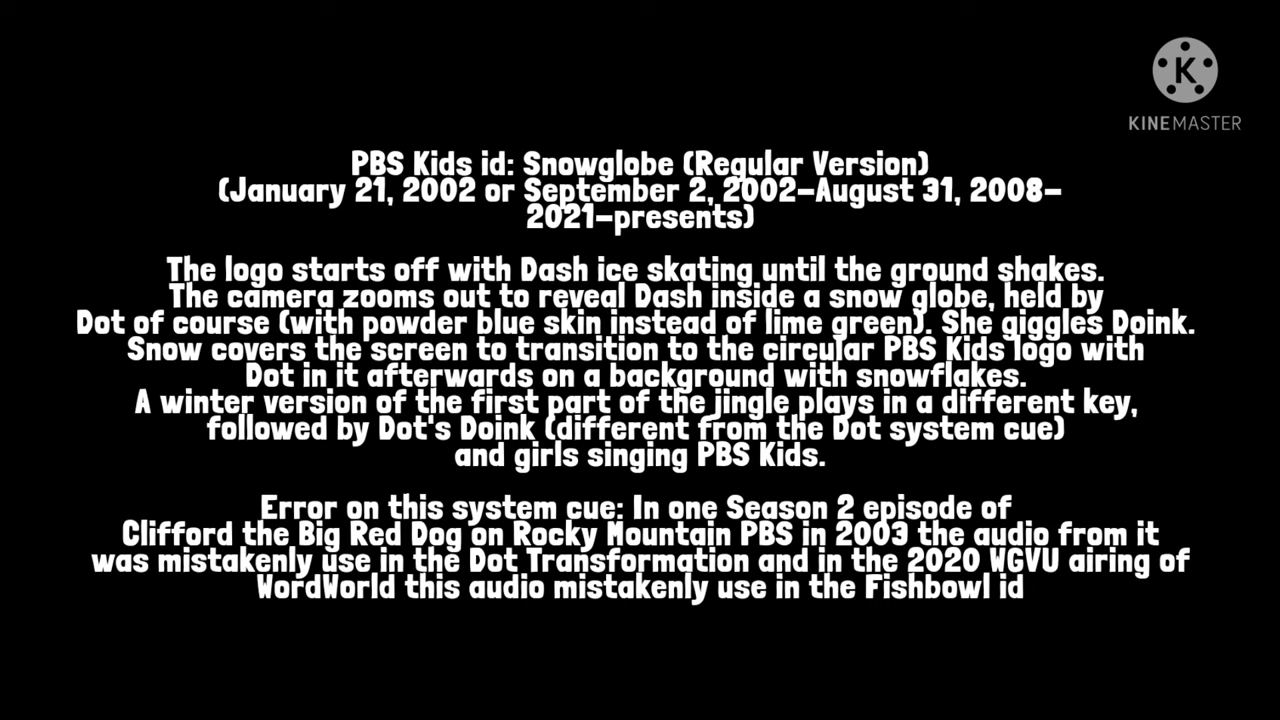 K
KINEMASTER
PBS Kids id: Snowglobe (Regular Version)
(January 21, 2002 or September 2, 2002-August 31, 2008-
2021-presents)
The logo starts off with Dash ice skating until the ground shakes.
The camera zooms out to reveal Dash inside a snow globe, held by
Dot of course (with powder blue skin instead of lime green). She giggles Doink.
Snow covers the screen to transition to the circular PBS Kids logo with
Dot in it afterwards on a background with snowflakes.
A winter version of the first part of the jingle plays in a different key,
followed by Dot's Doink (different from the Dot system cue)
and girls singing PBS Kids.
Error on this system cue: In one Season 2 episode of
Clifford the Big Red Dog on Rocky Mountain PBS in 2003 the audio from it
was mistakenly use in the Dot Transformation and in the 2020 WGVU airing of
WordWorld this audio mistakenly use in the Fishbowl id